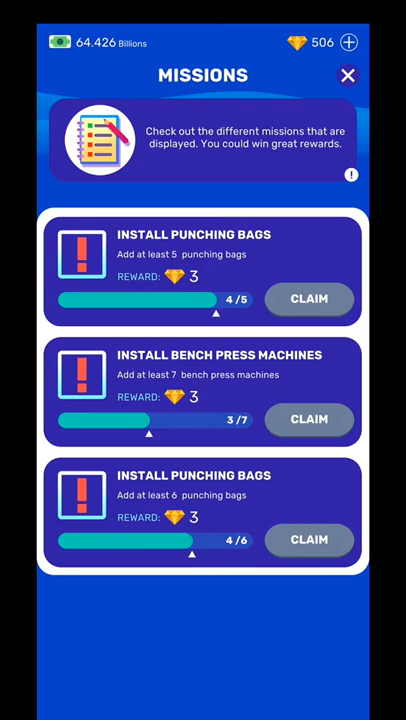 64.426 Billions
506
MISSIONS
Check out the different missions that are
displayed. You could win great rewards.
INSTALL PUNCHING BAGS
Add at least 5 punching bags
REWARD: 3
4/5
CLAIM
INSTALL BENCH PRESS MACHINES
Add at least 7 bench press machines
REWARD: 3
3/7
CLAIM
INSTALL PUNCHING BAGS
Add at least 6 punching bags
REWARD: 3
4/6
CLAIM